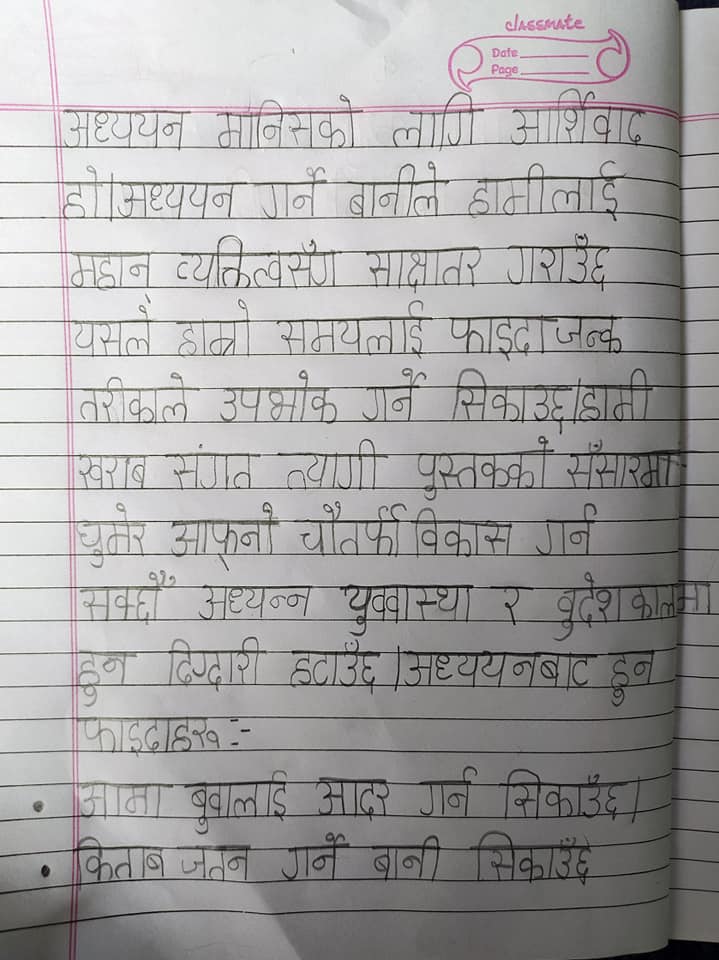 classmate
Date
Page
अध्ययन मानिसको लागि आर्शिवाद
हो।अध्ययन गर्ने बानीले हामीलाई
महान् व्यक्तित्वसँग साक्षातर गराउँछ
यसले हाम्रो समयलाई फाइदाजन्क
तरीकाले उपभोक गर्ने सिकाउछ।हामी
खराब संगत त्यागी पुस्तकको सँसारमा
घुमेर आफ्नो चौतर्फी विकास गर्न
सक्दौँ अध्यन्न युववास्था र वुदेशकालमा
हुन दिग्दारी हटाउँछ।अध्ययनबाट हुन
फाइदाहरु :-
• आमा बुवालाई आदर गर्न सिकाउँछ।
• किताब जतन गर्ने बानी सिकाउँछ